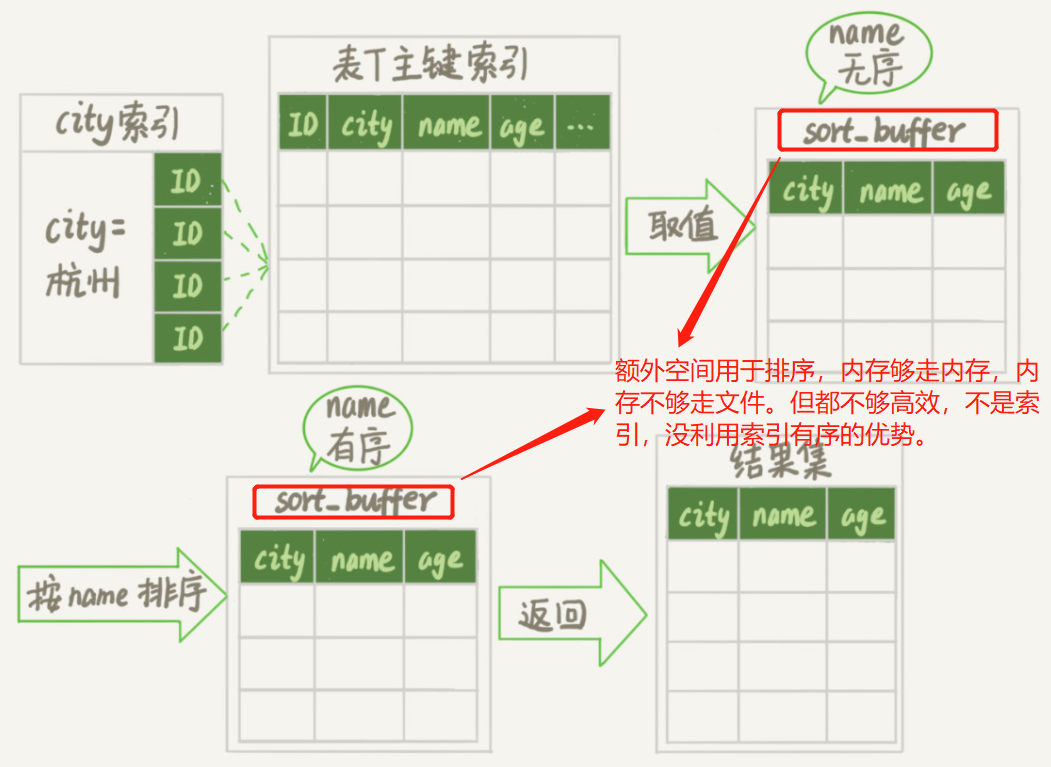 city索引
city=
杭州
ID
ID
ID
ID
表T主键索引
ID city name age ...
取值
name
无序
sort_buffer
city name age
额外空间用于排序，内存够走内存，内
存不够走文件。但都不够高效，不是索
引，没利用索引有序的优势。
按name排序
name
有序
sort_buffer
city name age
返回
结果集
city name age